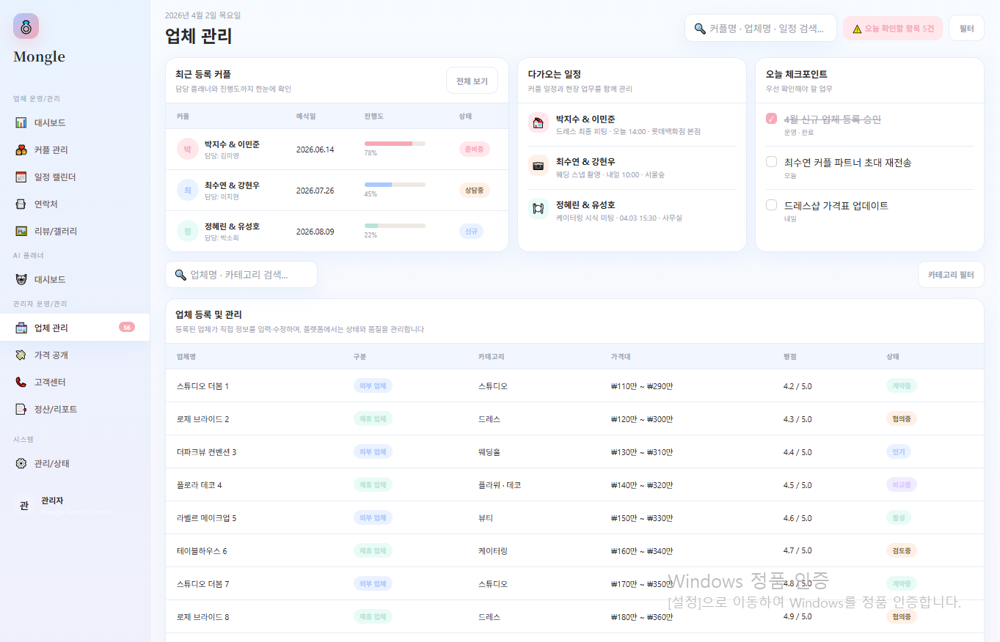 Mongle
업체 운영/관리
대시보드
커플 관리
일정 캘린더
연락처
리뷰/갤러리
AI 플래너
대시보드
관리자 운영/관리
업체 관리 56
가격 공개
고객센터
정산/리포트
시스템
관리/상태
관 관리자
2026년 4월 2일 목요일
업체 관리
커플명 · 업체명 · 일정 검색...
오늘 확인할 항목 5건
필터
최근 등록 커플
담당 플래너와 진행도까지 한눈에 확인
전체 보기
커플 예식일 진행도 상태
박 박지수 & 이민준 2026.06.14 78% 준비중
담당: 김미영
최 최수연 & 강현우 2026.07.26 45% 상담중
담당: 이지현
정 정혜린 & 유성호 2026.08.09 22% 신규
담당: 박소희
다가오는 일정
커플 일정과 현장 업무를 함께 관리
박지수 & 이민준
드레스 최종 피팅 · 오늘 14:00 · 롯데백화점 본점
최수연 & 강현우
웨딩 스냅 촬영 · 내일 10:00 · 서울숲
정혜린 & 유성호
케이터링 시식 미팅 · 04.03 15:30 · 사무실
오늘 체크포인트
우선 확인해야 할 업무
4월 신규 업체 등록 승인
운영 · 완료
최수연 커플 파트너 초대 재전송
오늘
드레스샵 가격표 업데이트
내일
업체명 · 카테고리 검색...
카테고리 필터
업체 등록 및 관리
등록된 업체가 직접 정보를 입력·수정하며, 플랫폼에서는 상태와 품질을 관리합니다
업체명 구분 카테고리 가격대 평점 상태
스튜디오 더봄 1 외부 업체 스튜디오 ₩110만 ~ ₩290만 4.2 / 5.0 계약중
로제 브라이드 2 제휴 업체 드레스 ₩120만 ~ ₩300만 4.3 / 5.0 협의중
더파크뷰 컨벤션 3 외부 업체 웨딩홀 ₩130만 ~ ₩310만 4.4 / 5.0 인기
플로라 데코 4 제휴 업체 플라워 · 데코 ₩140만 ~ ₩320만 4.5 / 5.0 비교중
라벨르 메이크업 5 외부 업체 뷰티 ₩150만 ~ ₩330만 4.6 / 5.0 활성
테이블하우스 6 제휴 업체 케이터링 ₩160만 ~ ₩340만 4.7 / 5.0 검토중
스튜디오 더봄 7 외부 업체 스튜디오 ₩170만 ~ ₩350만 4.8 / 5.0 계약중
로제 브라이드 8 제휴 업체 드레스 ₩180만 ~ ₩360만 4.9 / 5.0 협의중
Windows 정품 인증
[설정]으로 이동하여 Windows를 정품 인증합니다.